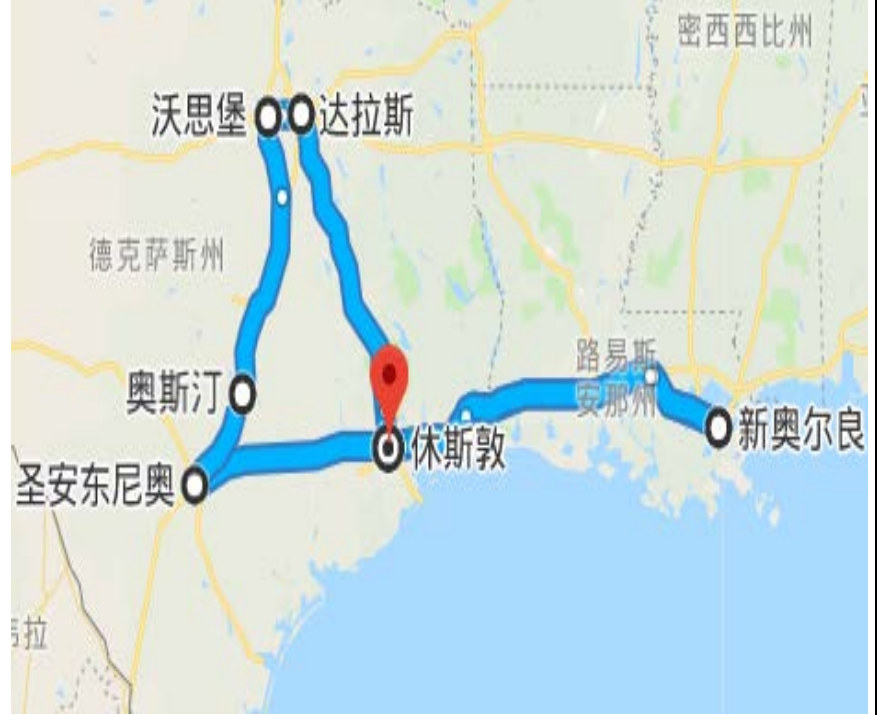 密西西比州
沃思堡
达拉斯
德克萨斯州
路易斯
安那州
奥斯汀
新奥尔良
休斯敦
圣安东尼奥
拉